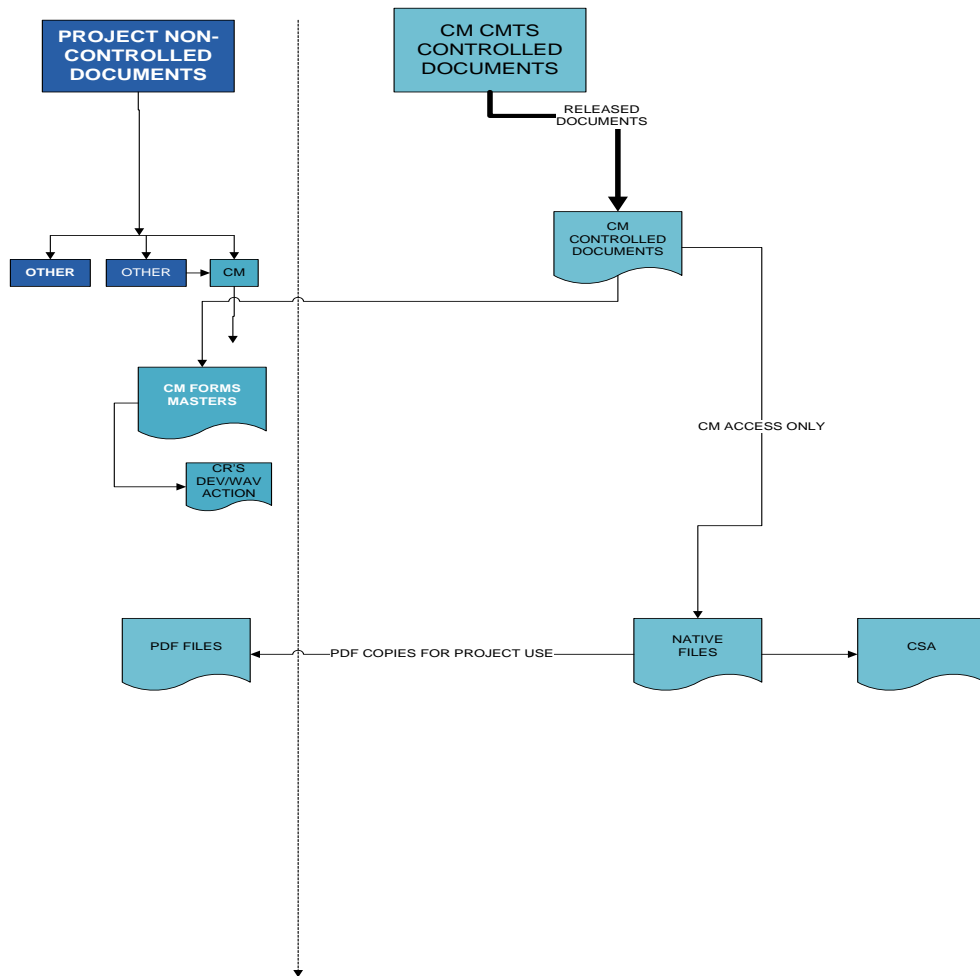 PROJECT NON-
CONTROLLED
DOCUMENTS
CM CMTS
CONTROLLED
DOCUMENTS
RELEASED
DOCUMENTS
CM
CONTROLLED
DOCUMENTS
OTHER
OTHER
CM
CM FORMS
MASTERS
CM ACCESS ONLY
CR'S
DEV/WAV
ACTION
PDF FILES
PDF COPIES FOR PROJECT USE
NATIVE
FILES
CSA